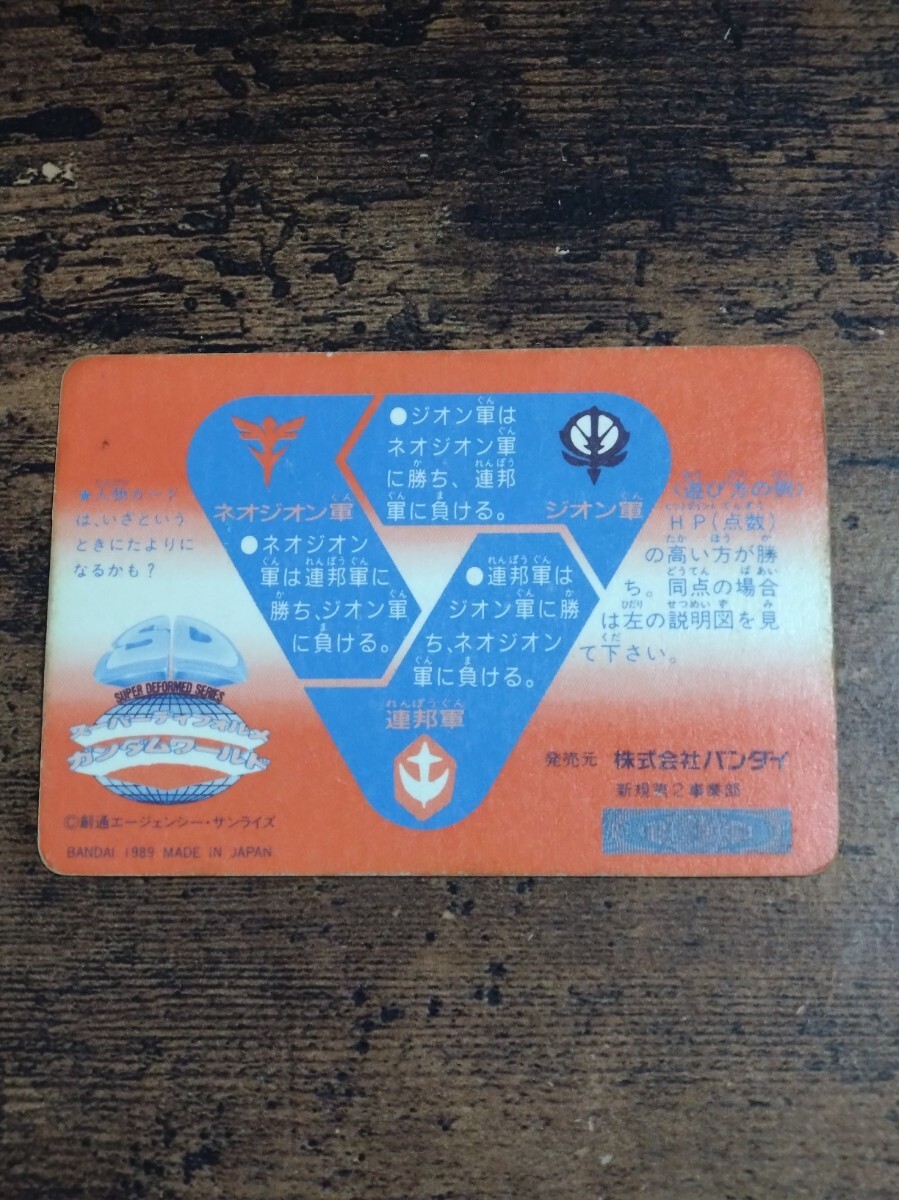 ●ジオン軍は
ネオジオン軍
に勝ち、連邦
軍に負ける。
ネオジオン軍
ジオン軍
●ネオジオン
軍は連邦軍に
勝ち、ジオン軍
に負ける。
●連邦軍は
ジオン軍に勝
ち、ネオジオン
軍に負ける。
連邦軍
★人物カード
は、いざという
ときにたよりに
なるかも？
〈遊び方の例〉
HP(点数)
の高い方が勝
ち。同点の場合
は左の説明図を見
て下さい。
SD
SUPER DEFORMED SERIES
スーパーディフォルメ
ガンダムワールド
©創通エージェンシー・サンライズ
BANDAI 1989 MADE IN JAPAN
発売元 株式会社バンダイ
新規第2事業部